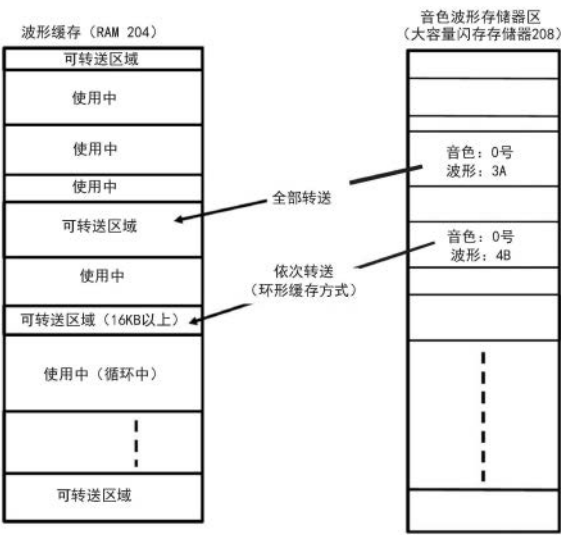 波形缓存（RAM 204）
可转送区域
使用中
使用中
使用中
可转送区域
使用中
可转送区域（16KB以上）
使用中（循环中）
可转送区域
全部转送
依次转送
（环形缓存方式）
音色波形存储器区
（大容量闪存存储器208）
音色：0号
波形：3A
音色：0号
波形：4B